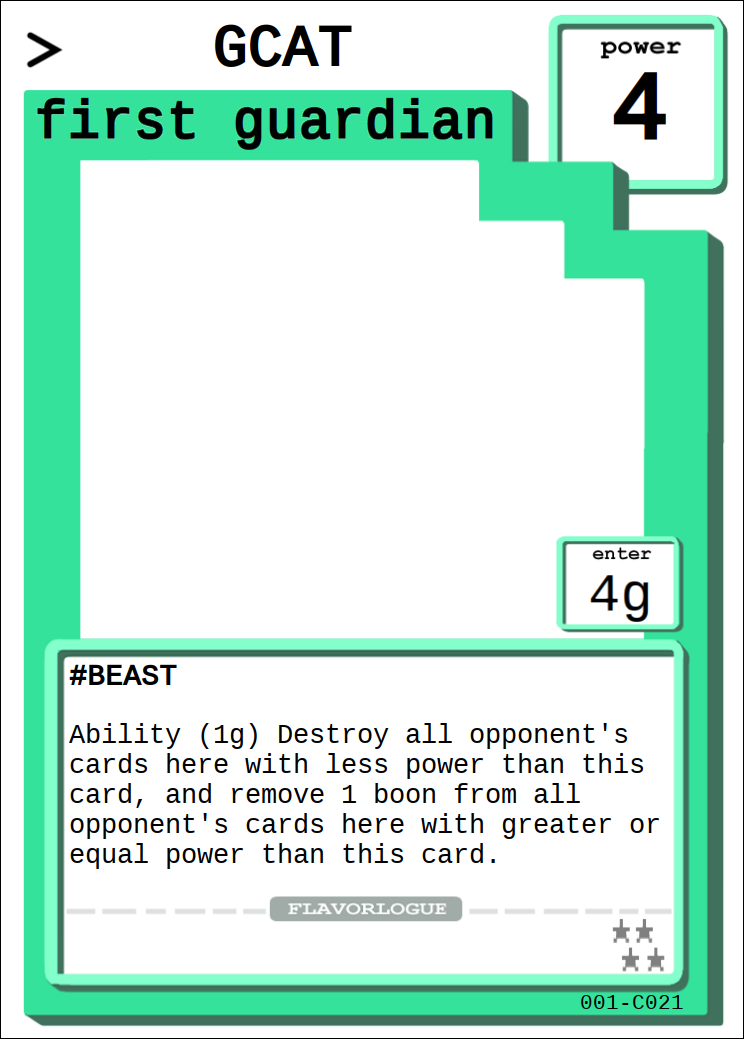 > GCAT
power
4
first guardian
enter
4g
#BEAST
Ability (1g) Destroy all opponent's
cards here with less power than this
card, and remove 1 boon from all
opponent's cards here with greater or
equal power than this card.
FLAVORLOGUE
001-C021